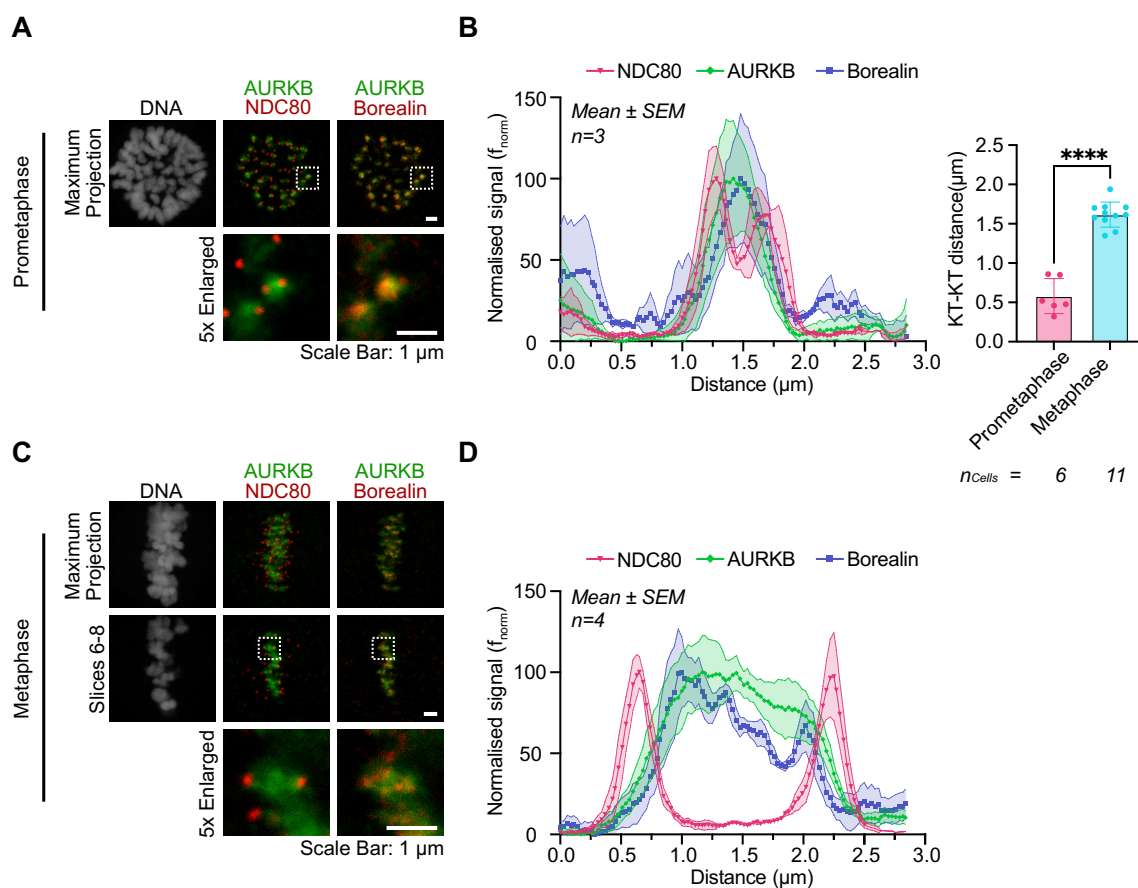 A
AURKB AURKB
DNA NDC80 Borealin
Prometaphase
Maximum
Projection
5x Enlarged
Scale Bar: 1 μm
B
NDC80 AURKB Borealin
Mean ± SEM
n=3
Normalised signal (fnorm)
150
100
50
0
0.0 0.5 1.0 1.5 2.0 2.5 3.0
Distance (μm)
KT-KT distance(μm)
****
2.5
2.0
1.5
1.0
0.5
0.0
Prometaphase
Metaphase
nCells = 6 11
C
AURKB AURKB
DNA NDC80 Borealin
Metaphase
Maximum
Projection
Slices 6-8
5x Enlarged
Scale Bar: 1 μm
D
NDC80 AURKB Borealin
Mean ± SEM
n=4
Normalised signal (fnorm)
150
100
50
0
0.0 0.5 1.0 1.5 2.0 2.5 3.0
Distance (μm)